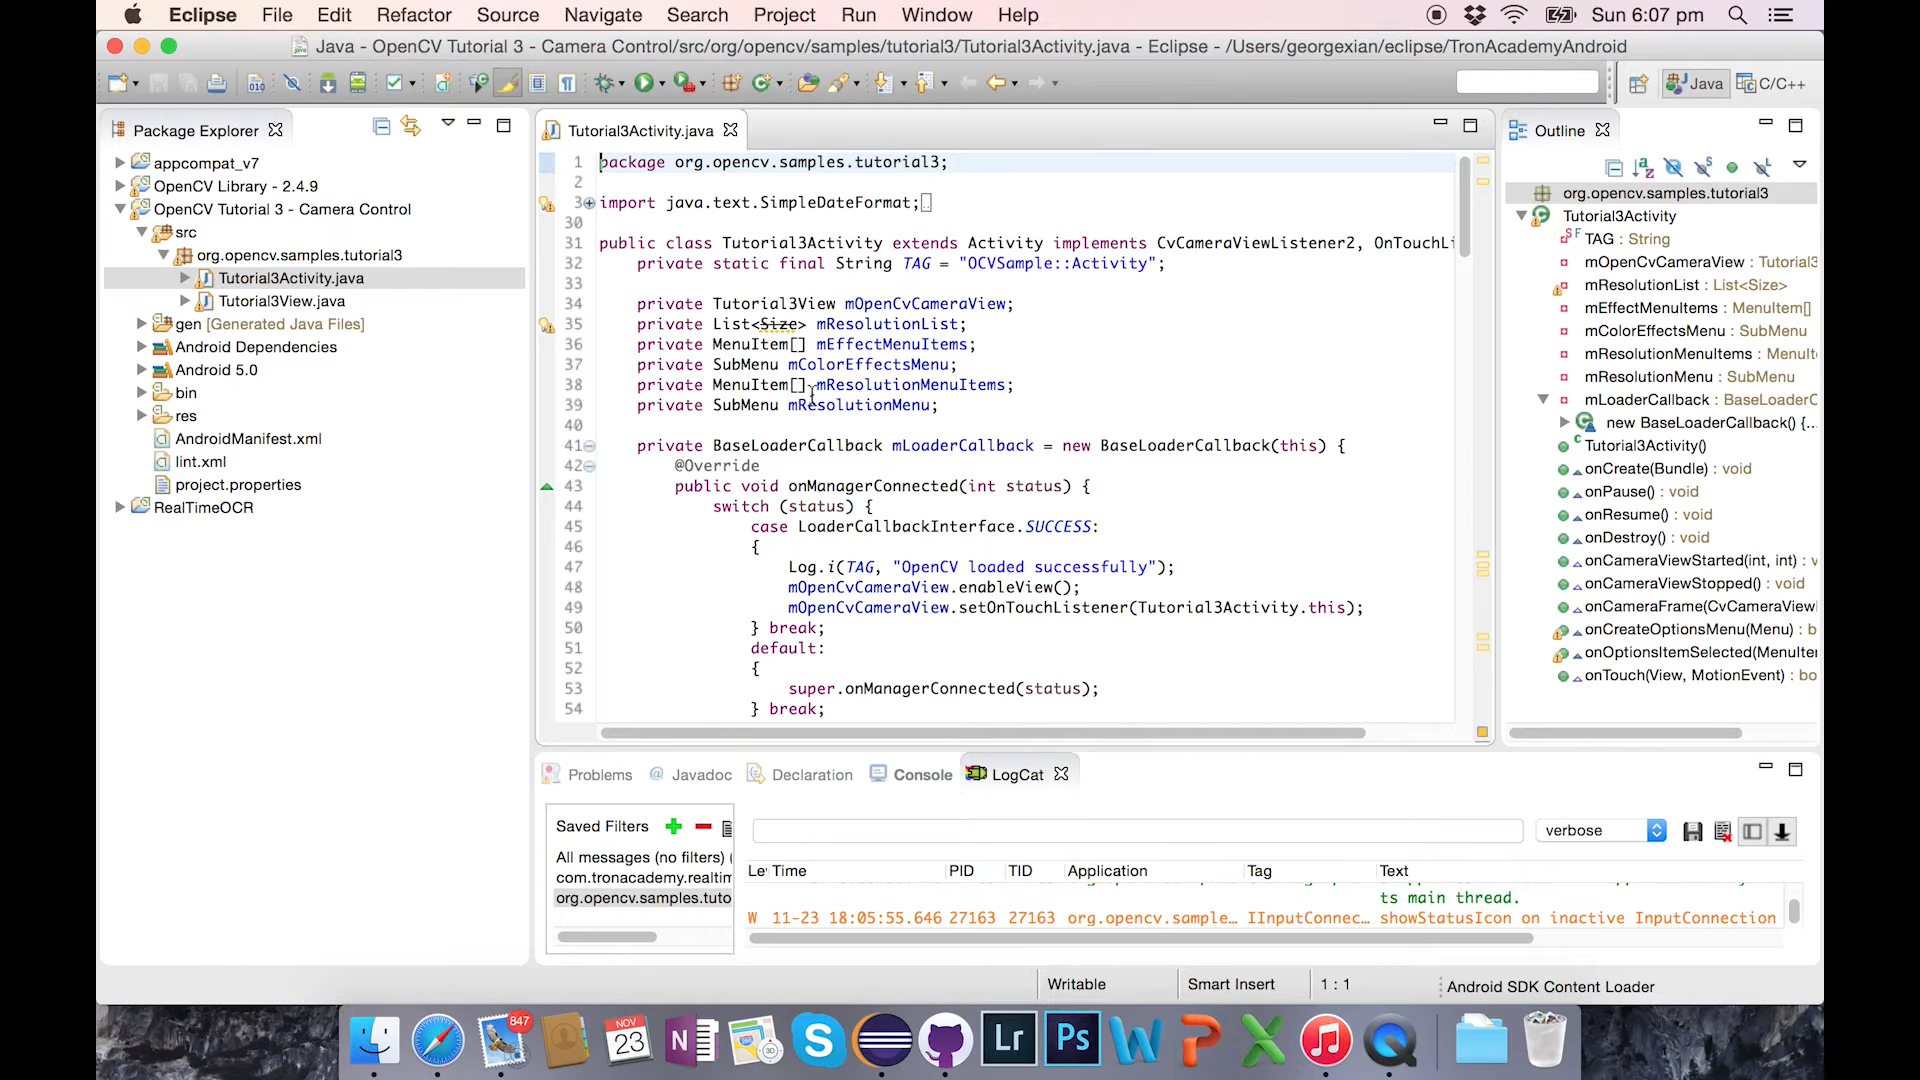 Eclipse File Edit Refactor Source Navigate Search Project Run Window Help Sun 6:07 pm
Java - OpenCV Tutorial 3 - Camera Control/src/org/opencv/samples/tutorial3/Tutorial3Activity.java - Eclipse - /Users/georgexian/eclipse/TronAcademyAndroid
Java C/C++
Package Explorer
appcompat_v7
OpenCV Library - 2.4.9
OpenCV Tutorial 3 - Camera Control
src
org.opencv.samples.tutorial3
Tutorial3Activity.java
Tutorial3View.java
gen [Generated Java Files]
Android Dependencies
Android 5.0
bin
res
AndroidManifest.xml
lint.xml
project.properties
RealTimeOCR
Tutorial3Activity.java
1 package org.opencv.samples.tutorial3;
2
3 import java.text.SimpleDateFormat;
30
31 public class Tutorial3Activity extends Activity implements CvCameraViewListener2, OnTouchLi
32 private static final String TAG = "OCVSample::Activity";
33
34 private Tutorial3View mOpenCvCameraView;
35 private List<Size> mResolutionList;
36 private MenuItem[] mEffectMenuItems;
37 private SubMenu mColorEffectsMenu;
38 private MenuItem[] mResolutionMenuItems;
39 private SubMenu mResolutionMenu;
40
41 private BaseLoaderCallback mLoaderCallback = new BaseLoaderCallback(this) {
42 @Override
43 public void onManagerConnected(int status) {
44 switch (status) {
45 case LoaderCallbackInterface.SUCCESS:
46 {
47 Log.i(TAG, "OpenCV loaded successfully");
48 mOpenCvCameraView.enableView();
49 mOpenCvCameraView.setOnTouchListener(Tutorial3Activity.this);
50 } break;
51 default:
52 {
53 super.onManagerConnected(status);
54 } break;
Outline
org.opencv.samples.tutorial3
Tutorial3Activity
TAG : String
mOpenCvCameraView : Tutorial3
mResolutionList : List<Size>
mEffectMenuItems : MenuItem[]
mColorEffectsMenu : SubMenu
mResolutionMenuItems : MenuIt
mResolutionMenu : SubMenu
mLoaderCallback : BaseLoaderC
new BaseLoaderCallback() {...
Tutorial3Activity()
onCreate(Bundle) : void
onPause() : void
onResume() : void
onDestroy() : void
onCameraViewStarted(int, int) : v
onCameraViewStopped() : void
onCameraFrame(CvCameraView
onCreateOptionsMenu(Menu) : b
onOptionsItemSelected(MenuIte
onTouch(View, MotionEvent) : bo
Problems Javadoc Declaration Console LogCat
Saved Filters
All messages (no filters) (
com.tronacademy.realtim
org.opencv.samples.tuto
verbose
Le Time PID TID Application Tag Text
ts main thread.
W 11-23 18:05:55.646 27163 27163 org.opencv.sample... IInputConnec... showStatusIcon on inactive InputConnection
Writable Smart Insert 1 : 1 Android SDK Content Loader
847
NOV
23
3D
N
S
Lr
Ps
W
P
X